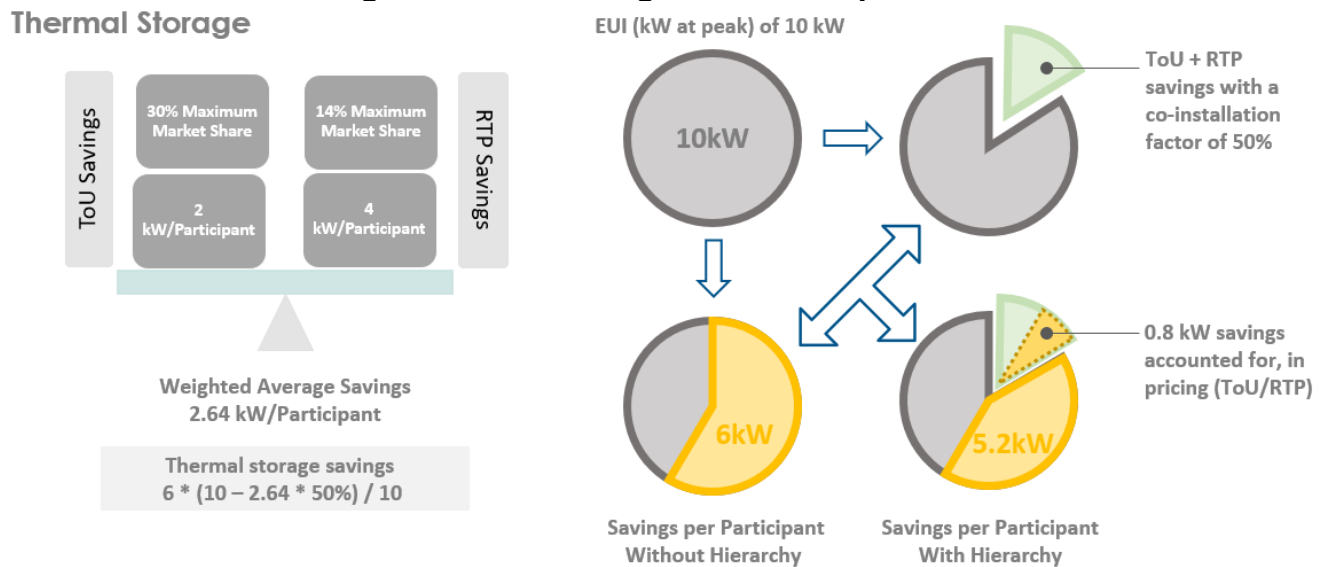 Thermal Storage
ToU Savings
30% Maximum
Market Share
14% Maximum
Market Share
2
kW/Participant
4
kW/Participant
RTP Savings
Weighted Average Savings
2.64 kW/Participant
Thermal storage savings
6 * (10 – 2.64 * 50%) / 10
EUI (kW at peak) of 10 kW
10kW
ToU + RTP
savings with a
co-installation
factor of 50%
6kW
5.2kW
0.8 kW savings
accounted for, in
pricing (ToU/RTP)
Savings per Participant
Without Hierarchy
Savings per Participant
With Hierarchy